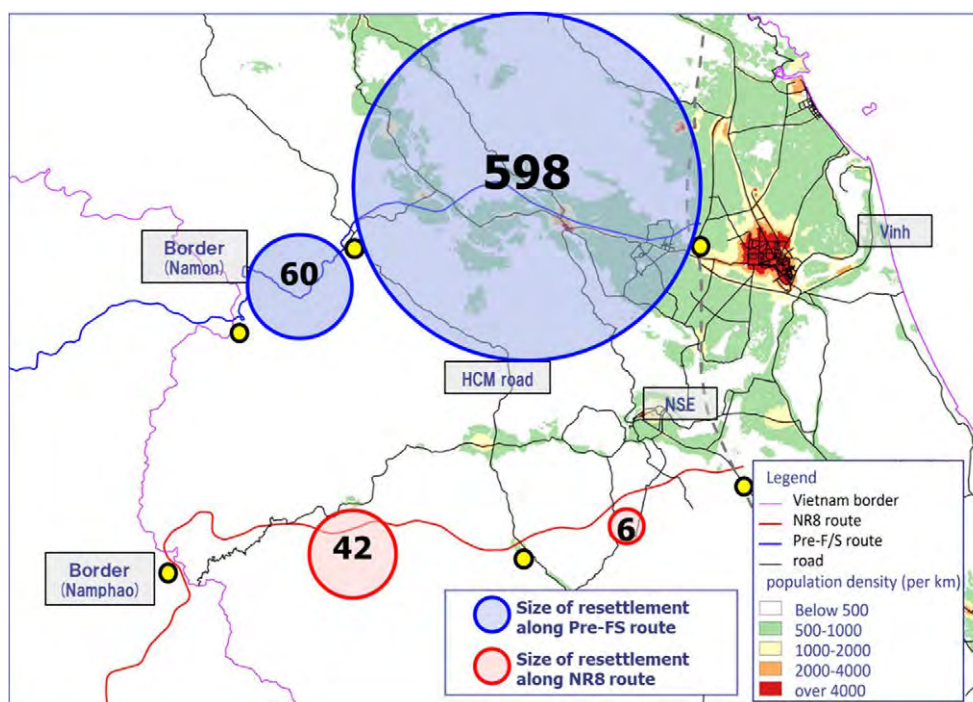 598
Border
(Namon)
60
Vinh
HCM road
NSE
Border
(Namphao)
42
6
Size of resettlement
along Pre-FS route
Size of resettlement
along NR8 route
Legend
Vietnam border
NR8 route
Pre-F/S route
road
population density (per km)
Below 500
500-1000
1000-2000
2000-4000
over 4000